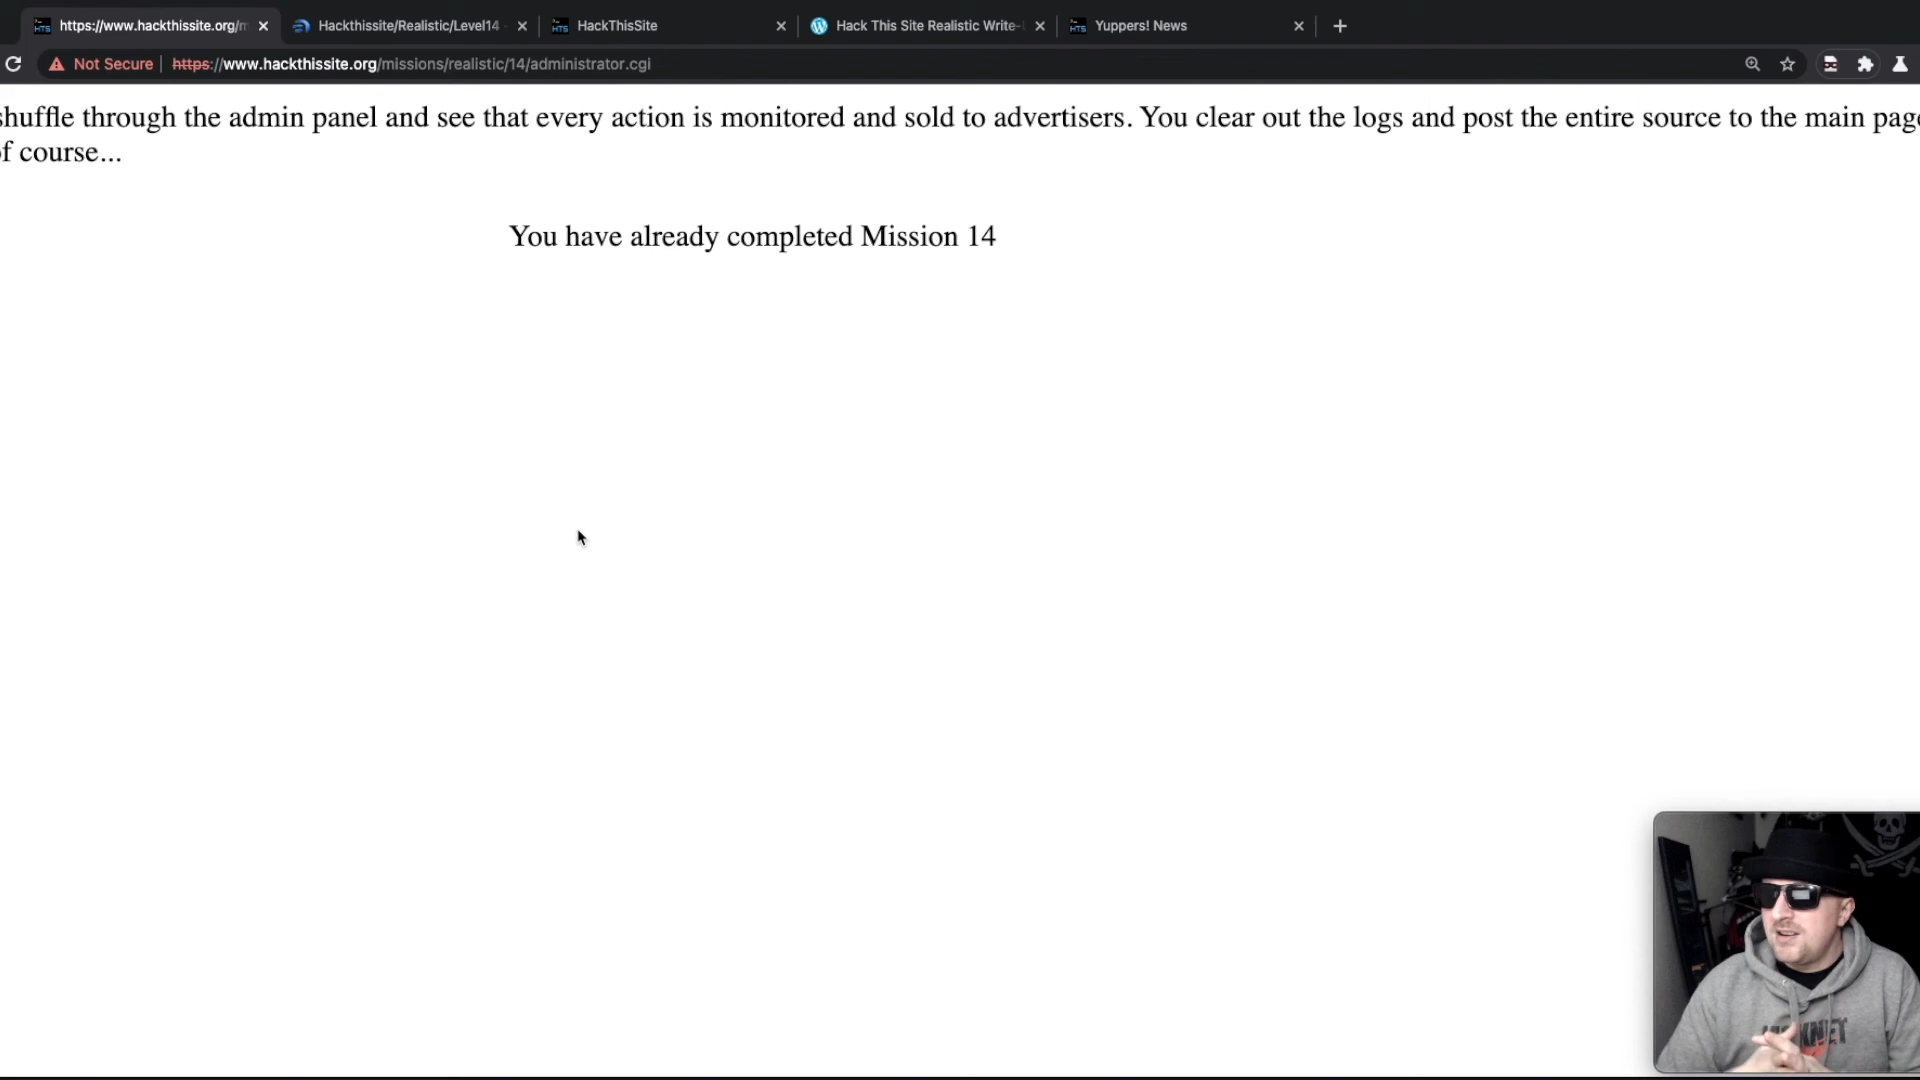 https://www.hackthissite.org/m
Hackthissite/Realistic/Level14
HackThisSite
Hack This Site Realistic Write-
Yuppers! News
Not Secure https://www.hackthissite.org/missions/realistic/14/administrator.cgi
shuffle through the admin panel and see that every action is monitored and sold to advertisers. You clear out the logs and post the entire source to the main page
of course...
You have already completed Mission 14